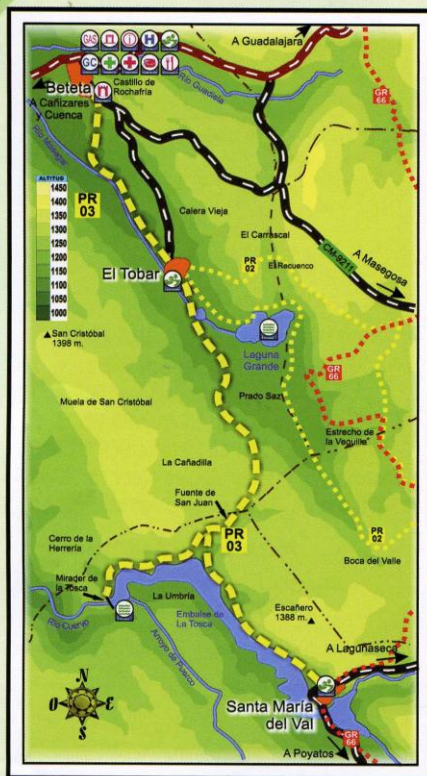 GAS
i
H
GC
A Guadalajara
Beteta
Castillo de
Rochafría
A Cañizares
Cuenca
Río Guadiela
GR
66
ALTITUD
1450
1400
1350
1300
1250
1200
1150
1100
1050
1000
PR
03
Calera Vieja
El Carrascal
CM-9211
A Masegosa
PR
02
El Recuenco
El Tobar
San Cristóbal
1398 m.
Laguna
Grande
GR
66
Muela de San Cristóbal
Prado Saz
Estrecho de
la Veguille
La Cañadilla
Fuente de
San Juan
PR
03
PR
02
Cerro de la
Herrería
Boca del Valle
Mirador de
la Tosca
La Umbría
Escañero
1388 m.
Río Cuervo
Embalse de
La Tosca
Arroyo de
A Lagunaseca
N
O
E
S
Santa María
del Val
GR
66
A Poyatos